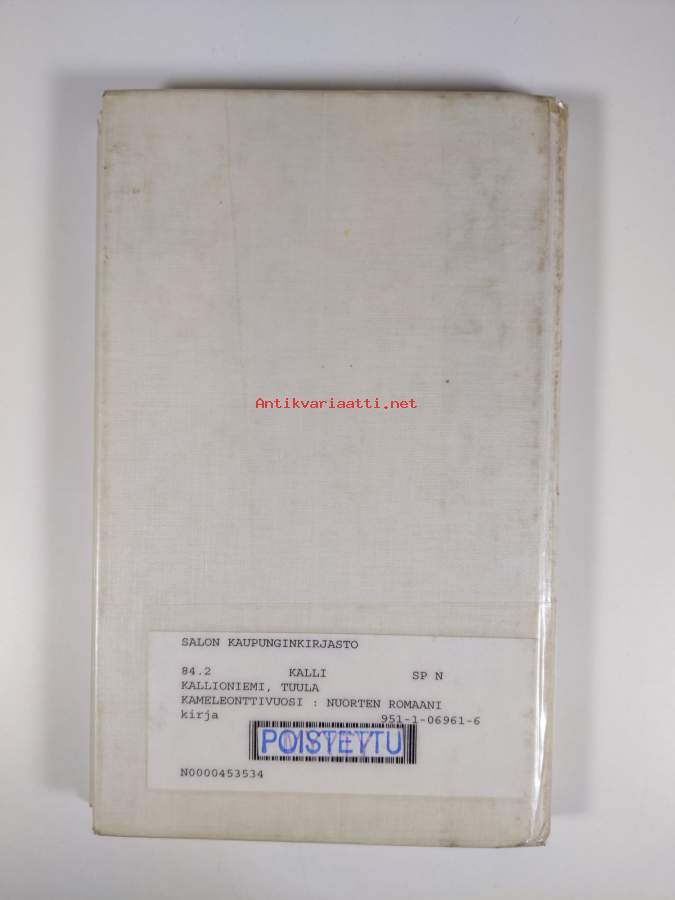 Antikvariaatti.net
SALON KAUPUNGINKIRJASTO
84.2 KALLI SP N
KALLIONIEMI, TUULA
KAMELEONTTIVUOSI : NUORTEN ROMAANI
kirja 951-1-06961-6
POISTETTU
N0000453534